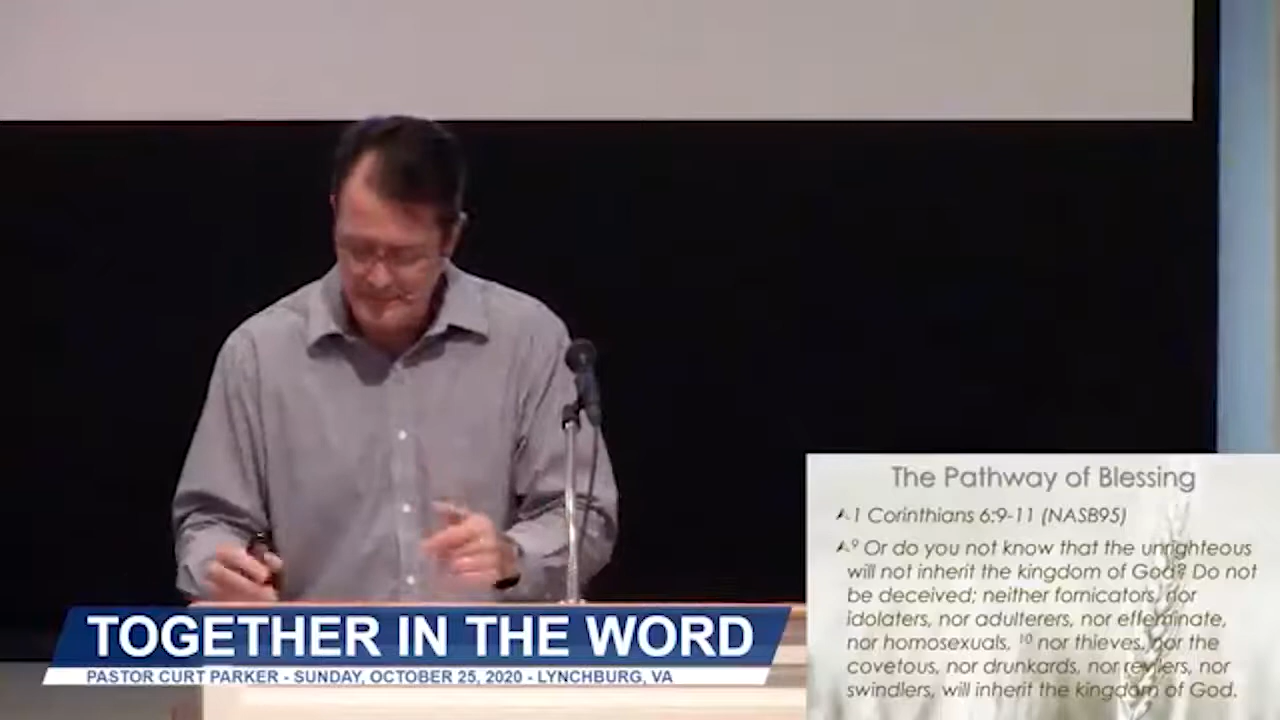 TOGETHER IN THE WORD
PASTOR CURT PARKER - SUNDAY, OCTOBER 25, 2020 - LYNCHBURG, VA
The Pathway of Blessing
1 Corinthians 6:9-11 (NASB95)
9 Or do you not know that the unrighteous
will not inherit the kingdom of God? Do not
be deceived; neither fornicators, nor
idolaters, nor adulterers, nor effeminate,
nor homosexuals, 10 nor thieves, nor the
covetous, nor drunkards, nor revilers, nor
swindlers, will inherit the kingdom of God.